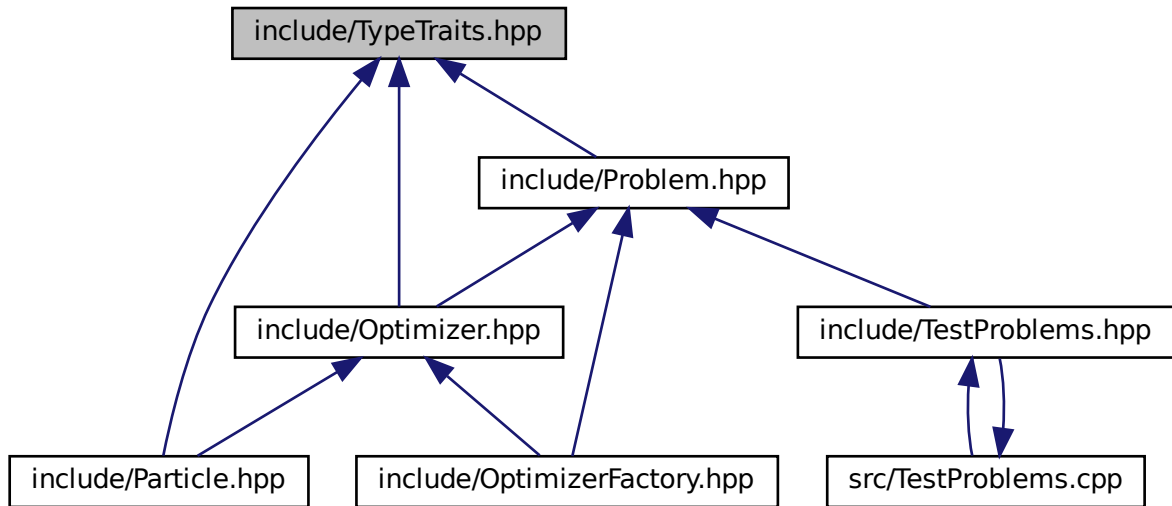 include/TypeTraits.hpp
include/Problem.hpp
include/Optimizer.hpp
include/TestProblems.hpp
include/Particle.hpp
include/OptimizerFactory.hpp
src/TestProblems.cpp